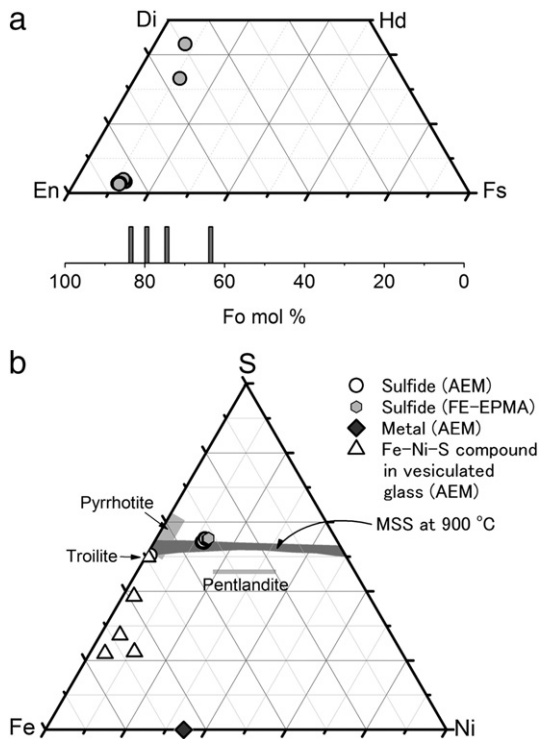 a
Di
Hd
En
Fs
100 80 60 40 20 0
Fo mol %
b
S
Sulfide (AEM)
Sulfide (FE-EPMA)
Metal (AEM)
Fe-Ni-S compound
in vesiculated
glass (AEM)
Pyrrhotite
MSS at 900 °C
Troilite
Pentlandite
Fe
Ni